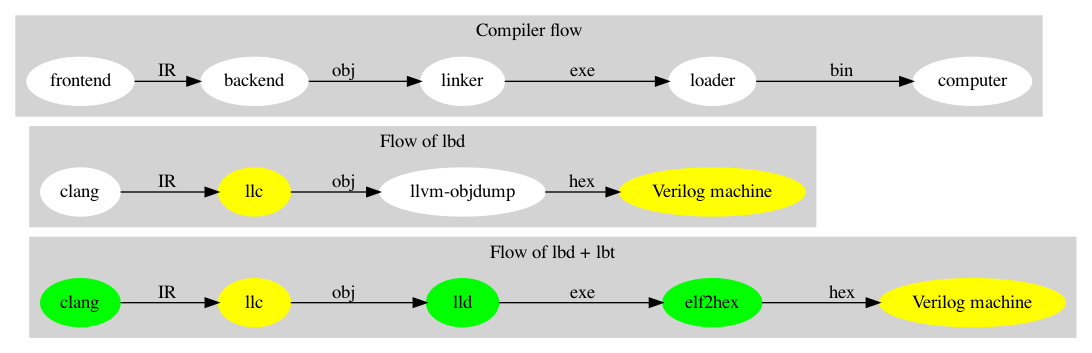 Compiler flow
frontend IR backend obj linker exe loader bin computer
Flow of lbd
clang IR llc obj llvm-objdump hex Verilog machine
Flow of lbd + lbt
clang IR llc obj lld exe elf2hex hex Verilog machine